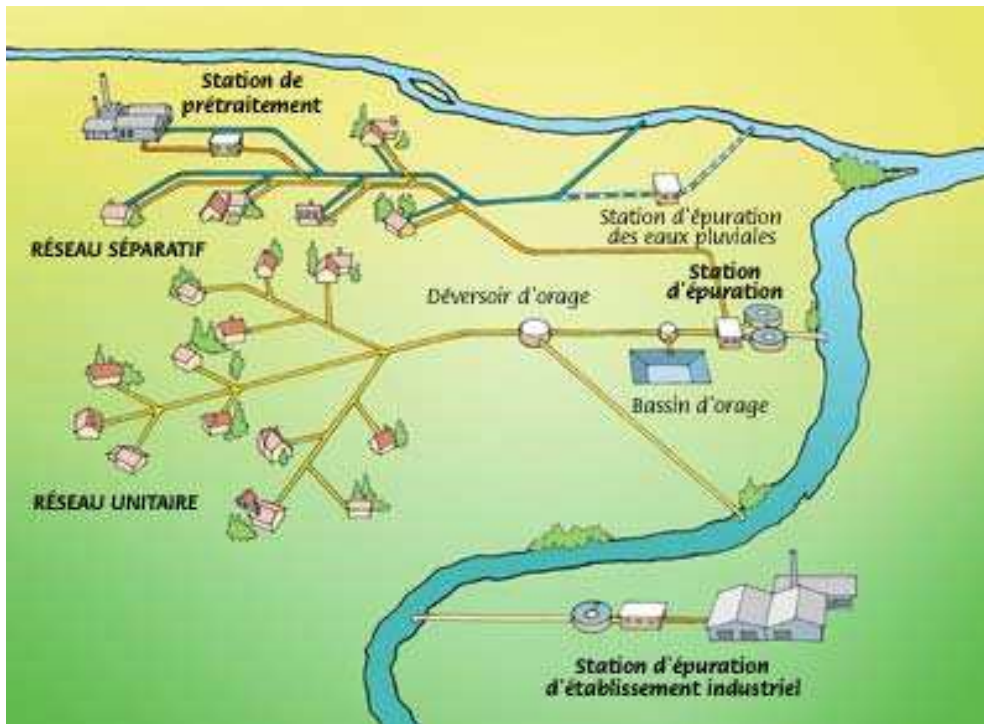 Station de
prétraitement
Station d'épuration
des eaux pluviales
RÉSEAU SÉPARATIF
Station
d'épuration
Déversoir d'orage
Bassin d'orage
RÉSEAU UNITAIRE
Station d'épuration
d'établissement industriel